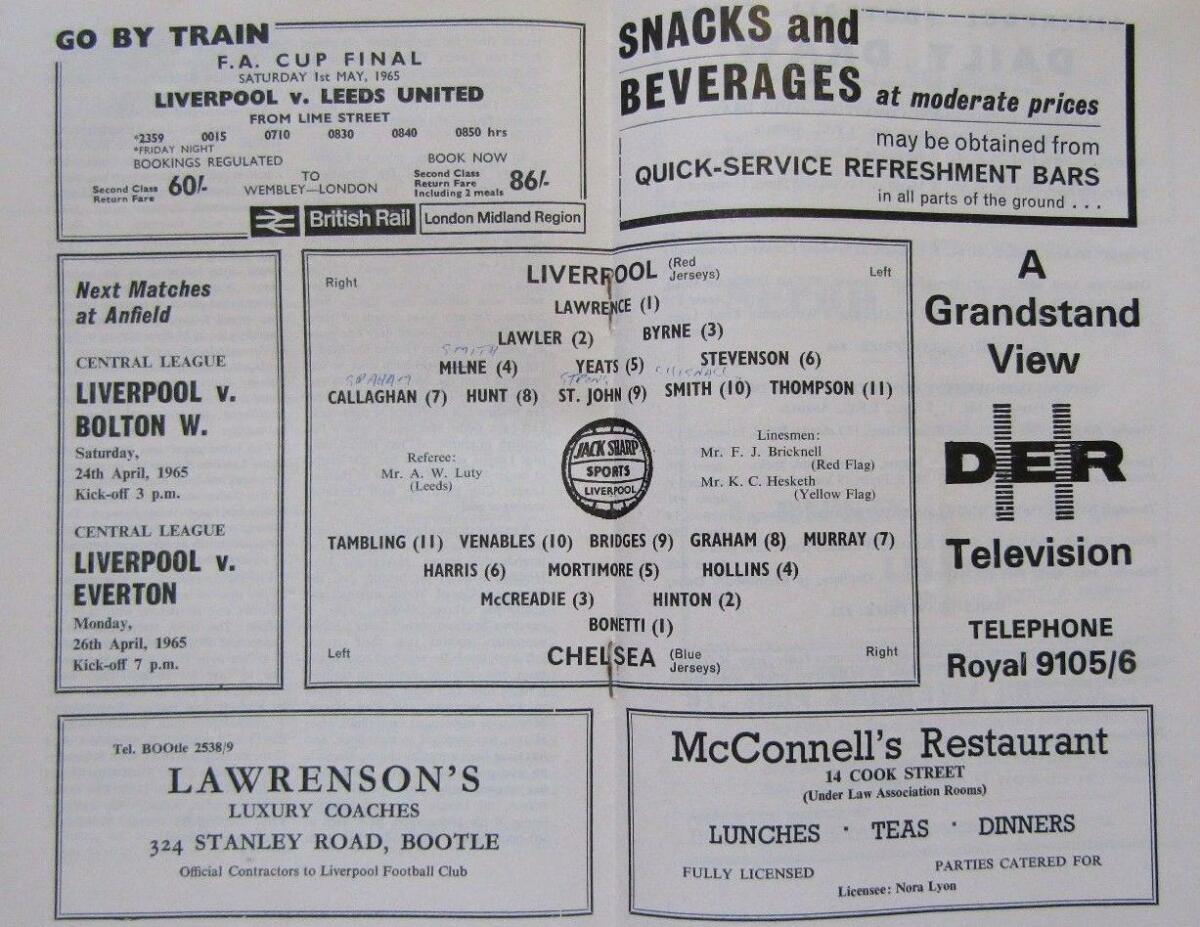 GO BY TRAIN
F.A. CUP FINAL
SATURDAY 1st MAY, 1965
LIVERPOOL v. LEEDS UNITED
FROM LIME STREET
*2359 0015 0710 0830 0840 0850 hrs
*FRIDAY NIGHT
BOOKINGS REGULATED
BOOK NOW
Second Class
Return Fare
60/-
TO
WEMBLEY—LONDON
Second Class
Return Fare
Including 2 meals
86/-
British Rail
London Midland Region
SNACKS and
BEVERAGES at moderate prices
may be obtained from
QUICK-SERVICE REFRESHMENT BARS
in all parts of the ground . . .
Next Matches
at Anfield
CENTRAL LEAGUE
LIVERPOOL v.
BOLTON W.
Saturday,
24th April, 1965
Kick-off 3 p.m.
CENTRAL LEAGUE
LIVERPOOL v.
EVERTON
Monday,
26th April, 1965
Kick-off 7 p.m.
Right
LIVERPOOL (Red
Jerseys)
Left
LAWRENCE (1)
LAWLER (2) BYRNE (3)
SMITH
MILNE (4) YEATS (5) STEVENSON (6)
GRAHAM STRONG CHISNALL
CALLAGHAN (7) HUNT (8) ST. JOHN (9) SMITH (10) THOMPSON (11)
Referee:
Mr. A. W. Luty
(Leeds)
JACK SHARP
SPORTS
LIVERPOOL
Linesmen:
Mr. F. J. Bricknell
(Red Flag)
Mr. K. C. Hesketh
(Yellow Flag)
TAMBLING (11) VENABLES (10) BRIDGES (9) GRAHAM (8) MURRAY (7)
HARRIS (6) MORTIMORE (5) HOLLINS (4)
McCREADIE (3) HINTON (2)
BONETTI (1)
Left
CHELSEA (Blue
Jerseys)
Right
A
Grandstand
View
DER
Television
TELEPHONE
Royal 9105/6
Tel. BOOtle 2538/9
LAWRENSON'S
LUXURY COACHES
324 STANLEY ROAD, BOOTLE
Official Contractors to Liverpool Football Club
McConnell's Restaurant
14 COOK STREET
(Under Law Association Rooms)
LUNCHES · TEAS · DINNERS
FULLY LICENSED
PARTIES CATERED FOR
Licensee: Nora Lyon